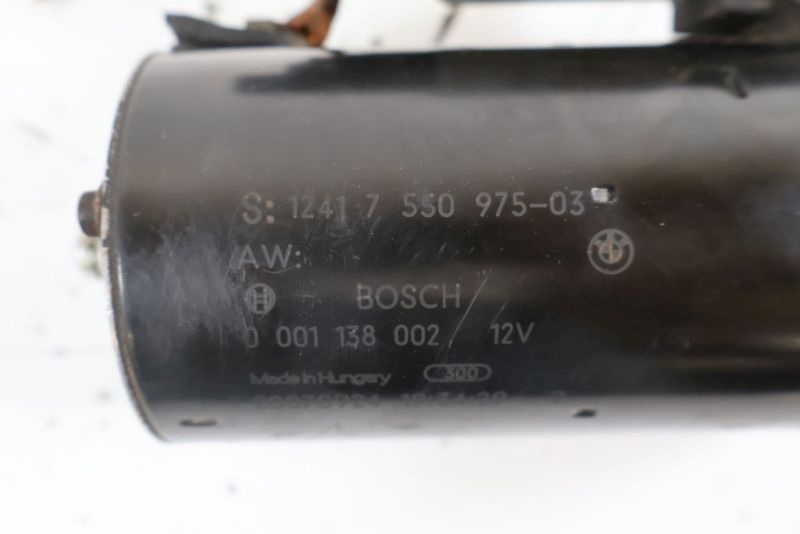 S: 1241 7 550 975-03
AW:
BOSCH
0 001 138 002 12V
Made in Hungary 300